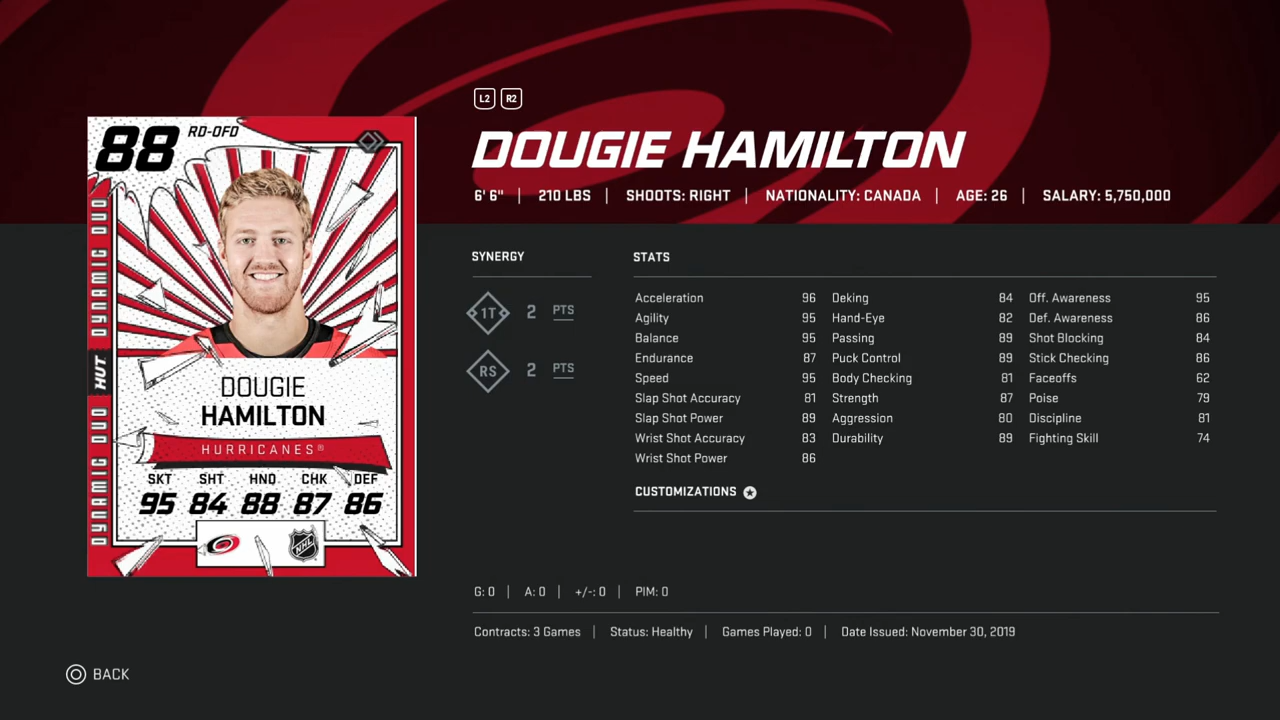 L2 R2
DOUGIE HAMILTON
6' 6" | 210 LBS | SHOOTS: RIGHT | NATIONALITY: CANADA | AGE: 26 | SALARY: 5,750,000
88 RD-OFD
DYNAMIC DUO HUT DYNAMIC DUO
DOUGIE
HAMILTON
HURRICANES®
SKT SHT HND CHK DEF
95 84 88 87 86
NHL
SYNERGY
1T 2 PTS
RS 2 PTS
STATS
Acceleration 96 Deking 84 Off. Awareness 95
Agility 95 Hand-Eye 82 Def. Awareness 86
Balance 95 Passing 89 Shot Blocking 84
Endurance 87 Puck Control 89 Stick Checking 86
Speed 95 Body Checking 81 Faceoffs 62
Slap Shot Accuracy 81 Strength 87 Poise 79
Slap Shot Power 89 Aggression 80 Discipline 81
Wrist Shot Accuracy 83 Durability 89 Fighting Skill 74
Wrist Shot Power 86
CUSTOMIZATIONS
G: 0 | A: 0 | +/-: 0 | PIM: 0
Contracts: 3 Games | Status: Healthy | Games Played: 0 | Date Issued: November 30, 2019
BACK